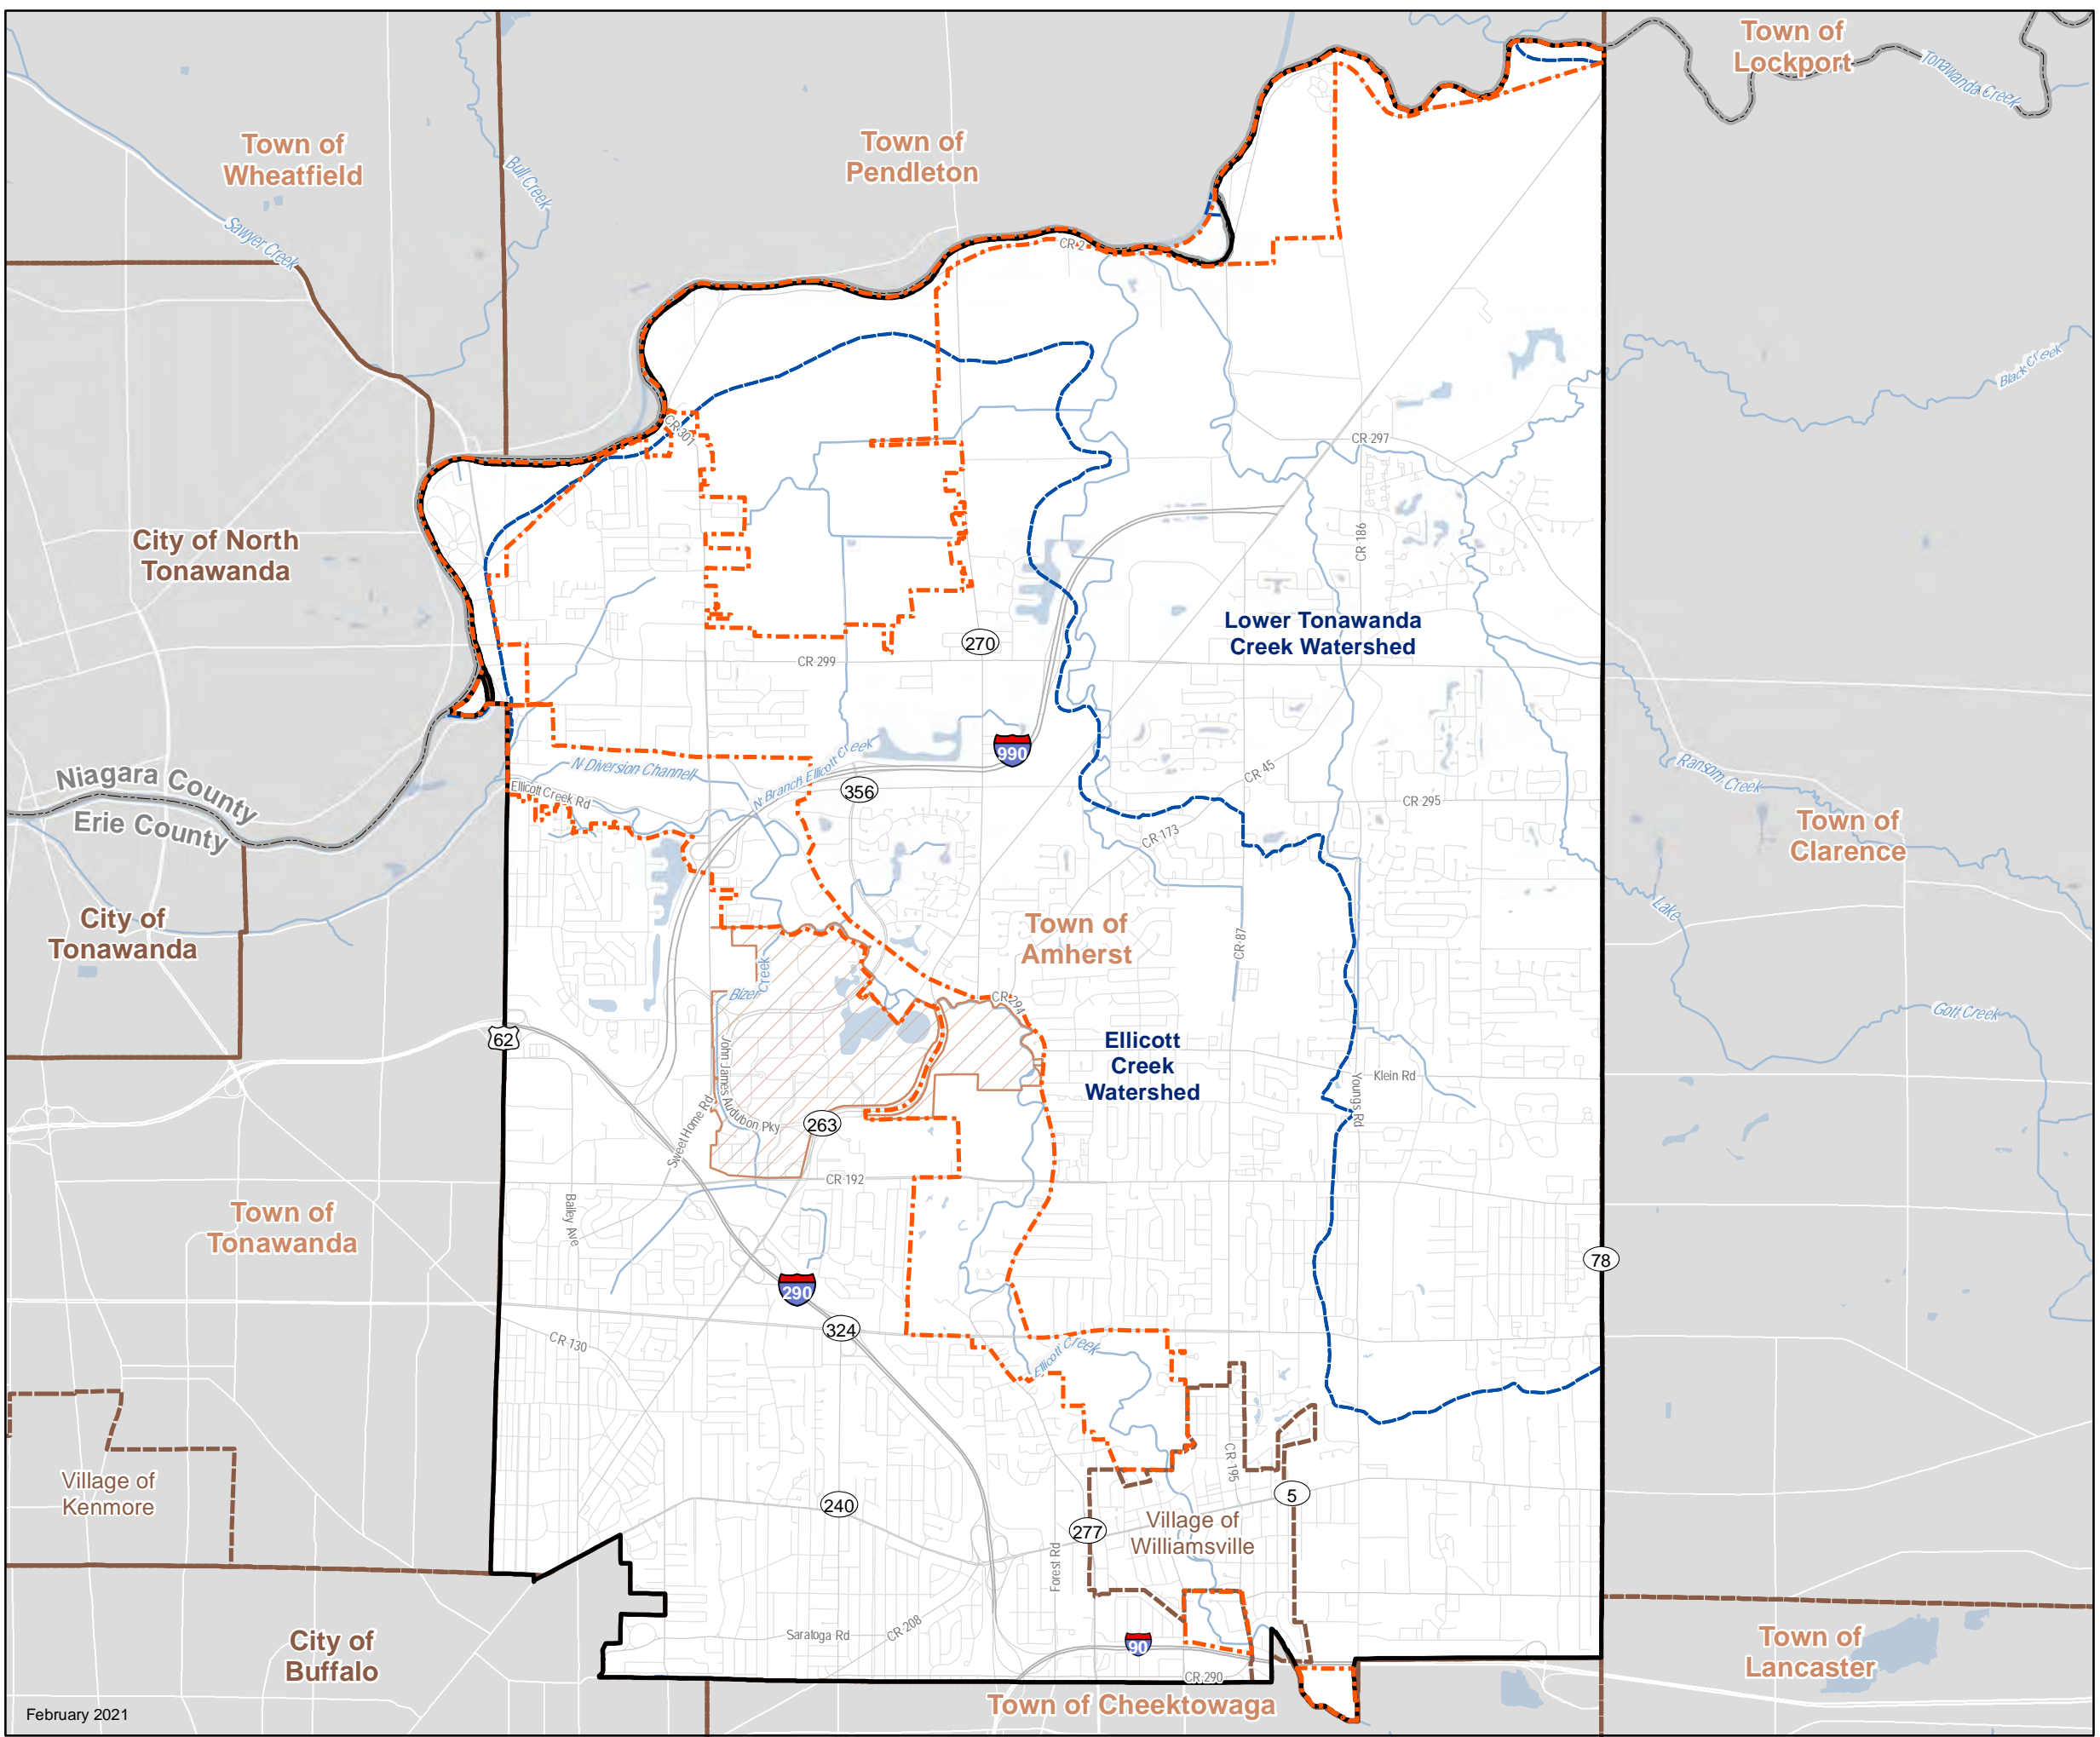 Town of
Lockport
Tonawanda Creek
Town of
Wheatfield
Bull Creek
Town of
Pendleton
Sawyer Creek
CR 2
Black Creek
CR 301
CR 297
City of North
Tonawanda
CR 186
Lower Tonawanda
Creek Watershed
270
CR 299
990
N Branch Ellicott Creek
N Diversion Channel
356
Ellicott Creek Rd
CR 45
CR 295
Ransom Creek
Niagara County
Erie County
CR 173
Town of
Clarence
City of
Tonawanda
Lake
Town of
Amherst
CR 87
Bizer Creek
CR 294
Gott Creek
62
Ellicott
Creek
Watershed
John James Audubon Pky
Klein Rd
Youngs Rd
Sweet Home Rd
263
CR 192
Town of
Tonawanda
Bailey Ave
78
290
324
CR 130
Ellicott Creek
Village of
Kenmore
CR 195
5
240
277
Village of
Williamsville
Forest Rd
Saratoga Rd
CR 208
90
City of
Buffalo
Town of
Lancaster
CR 290
Town of Cheektowaga
February 2021